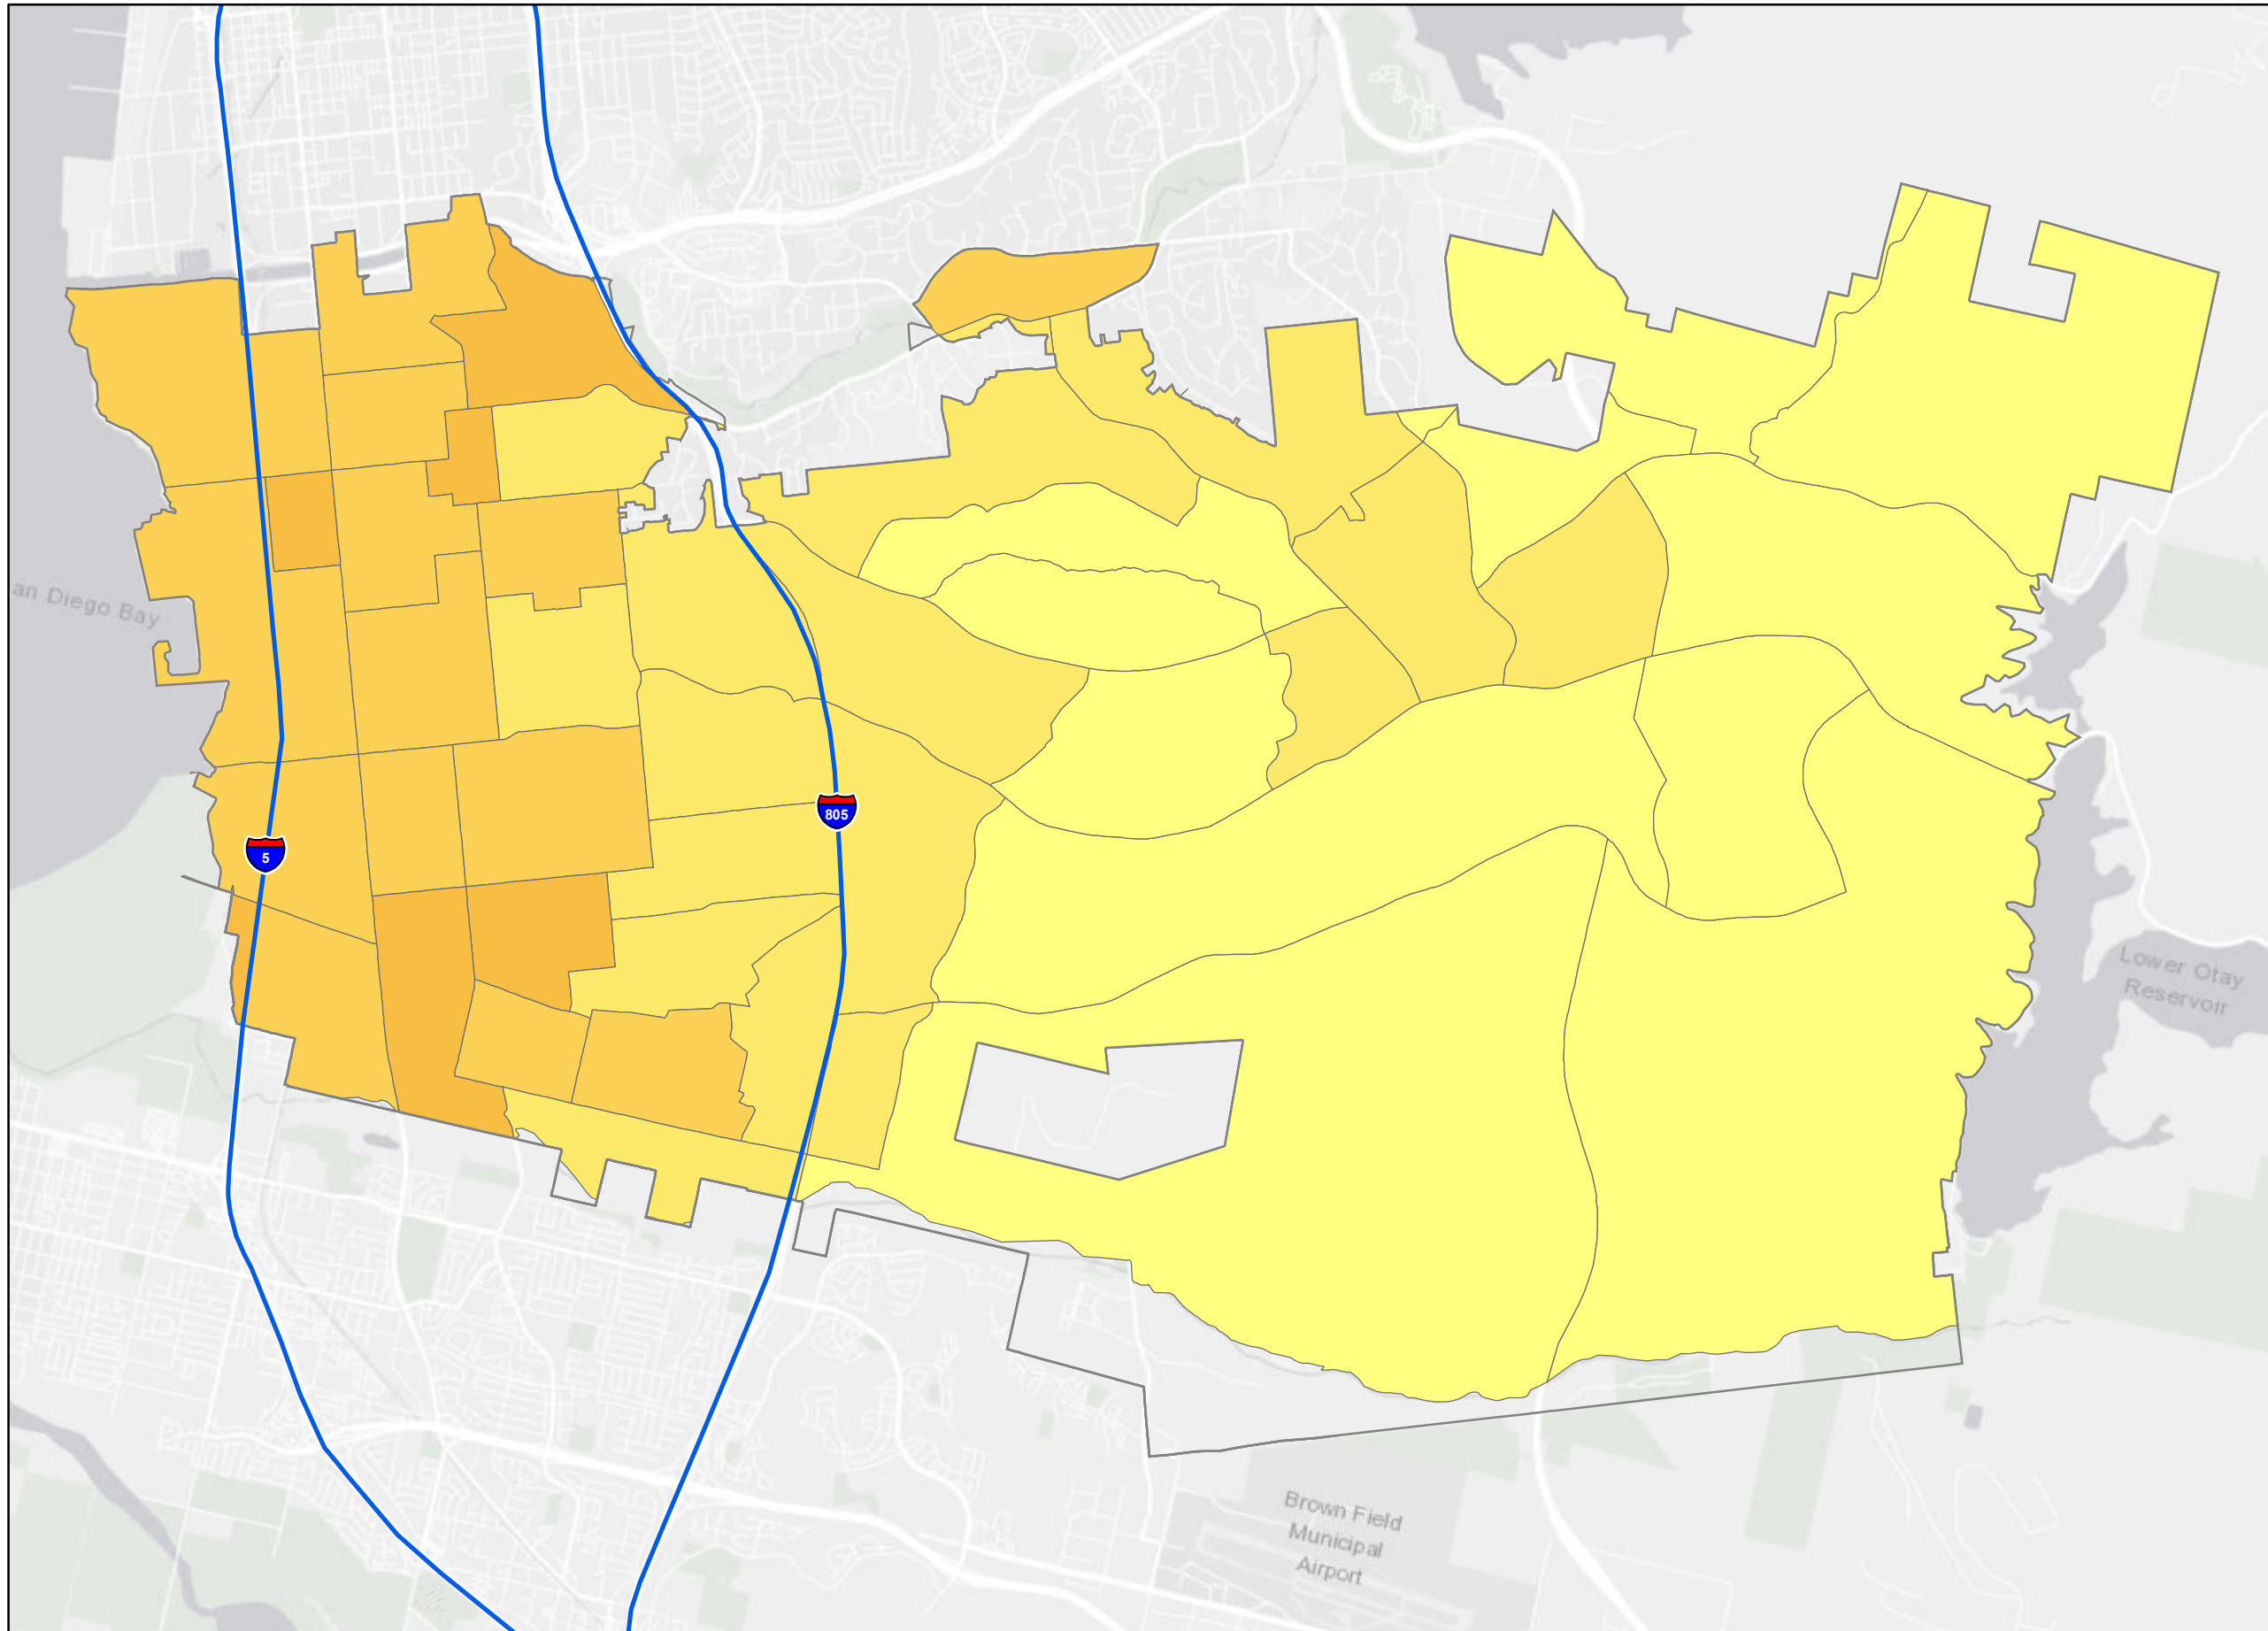 an Diego Bay
805
5
Lower Otay
Reservoir
Brown Field
Municipal
Airport